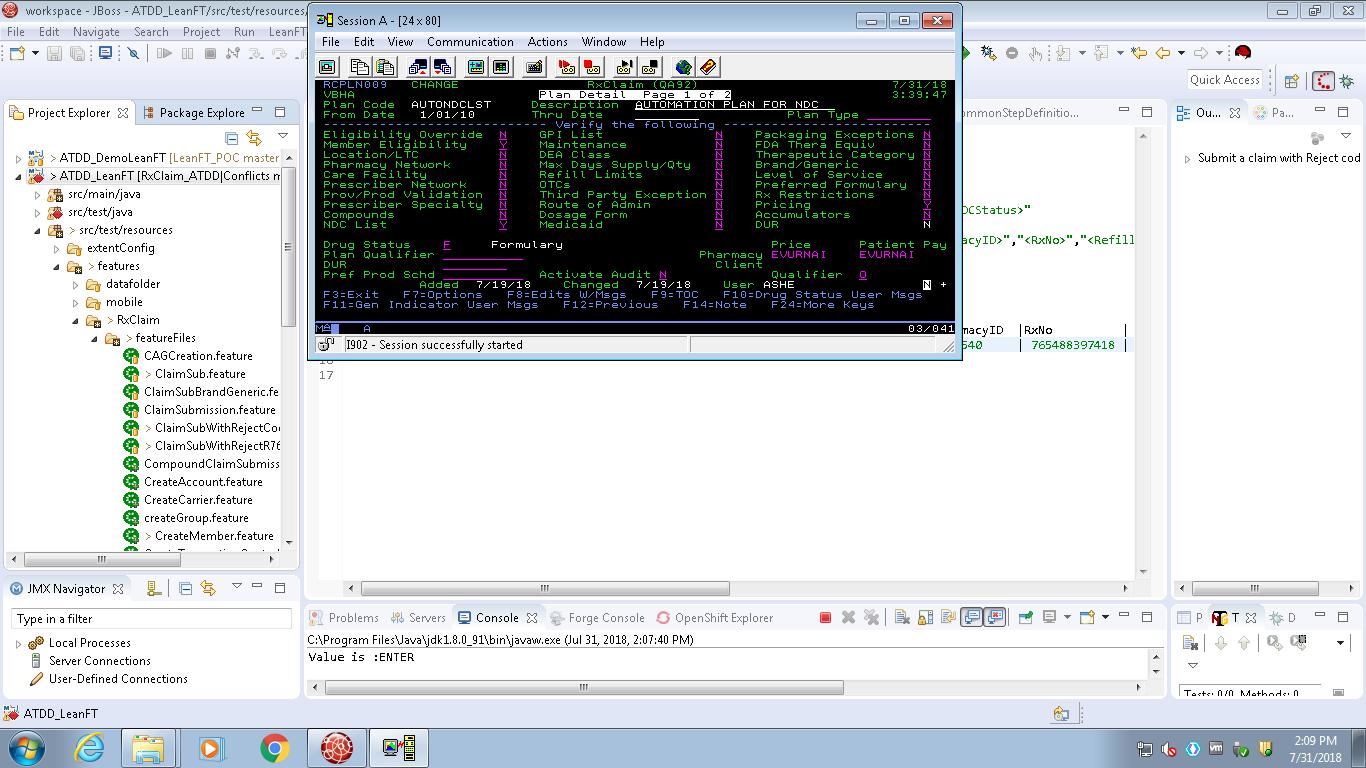 workspace - JBoss - ATDD_LeanFT/src/test/resources/
File Edit Navigate Search Project Run LeanFT
Quick Access
Session A - [24 x 80]
File Edit View Communication Actions Window Help
RCPLN009 CHANGE RxClaim (QA92) 7/31/18
VBHA Plan Detail Page 1 of 2 3:39:47
Plan Code AUTONDCLST Description AUTOMATION PLAN FOR NDC
From Date 1/01/10 Thru Date Plan Type
Verify the following
Eligibility Override N GPI List N Packaging Exceptions N
Member Eligibility Y Maintenance N FDA Thera Equiv N
Location/LTC N DEA Class N Therapeutic Category N
Pharmacy Network N Max Days Supply/Qty N Brand/Generic N
Care Facility N Refill Limits N Level of Service N
Prescriber Network N OTCs N Preferred Formulary N
Prov/Prod Validation N Third Party Exception N Rx Restrictions N
Prescriber Specialty N Route of Admin N Pricing Y
Compounds N Dosage Form N Accumulators N
NDC List Y Medicaid N DUR N
Drug Status F Formulary Price Patient Pay
Plan Qualifier Pharmacy EVURNAI EVURNAI
DUR Client
Pref Prod Schd Activate Audit N Qualifier O
Added 7/19/18 Changed 7/19/18 User ASHE N +
F3=Exit F7=Options F8=Edits W/Msgs F9=TOC F10=Drug Status User Msgs
F11=Gen Indicator User Msgs F12=Previous F14=Note F24=More Keys
MA A 03/041
I902 - Session successfully started
Project Explorer Package Explore
> ATDD_DemoLeanFT [LeanFT_POC master
> ATDD_LeanFT [RxClaim_ATDD|Conflicts m
src/main/java
src/test/java
> src/test/resources
extentConfig
> features
datafolder
mobile
> RxClaim
> featureFiles
CAGCreation.feature
> ClaimSub.feature
ClaimSubBrandGeneric.fe
ClaimSubmission.feature
> ClaimSubWithRejectCo
> ClaimSubWithRejectR76
CompoundClaimSubmiss
CreateAccount.feature
CreateCarrier.feature
createGroup.feature
> CreateMember.feature
ommonStepDefinitio...
DCStatus>"
acyID>","<RxNo>","<Refill
macyID |RxNo |
540 | 765488397418 |
17
Ou... Pa...
Submit a claim with Reject cod
JMX Navigator
Type in a filter
Local Processes
Server Connections
User-Defined Connections
Problems Servers Console Forge Console OpenShift Explorer
C:\Program Files\Java\jdk1.8.0_91\bin\javaw.exe (Jul 31, 2018, 2:07:40 PM)
Value is :ENTER
P T D
Tests: 0/0 Methods: 0
ATDD_LeanFT
2:09 PM
7/31/2018